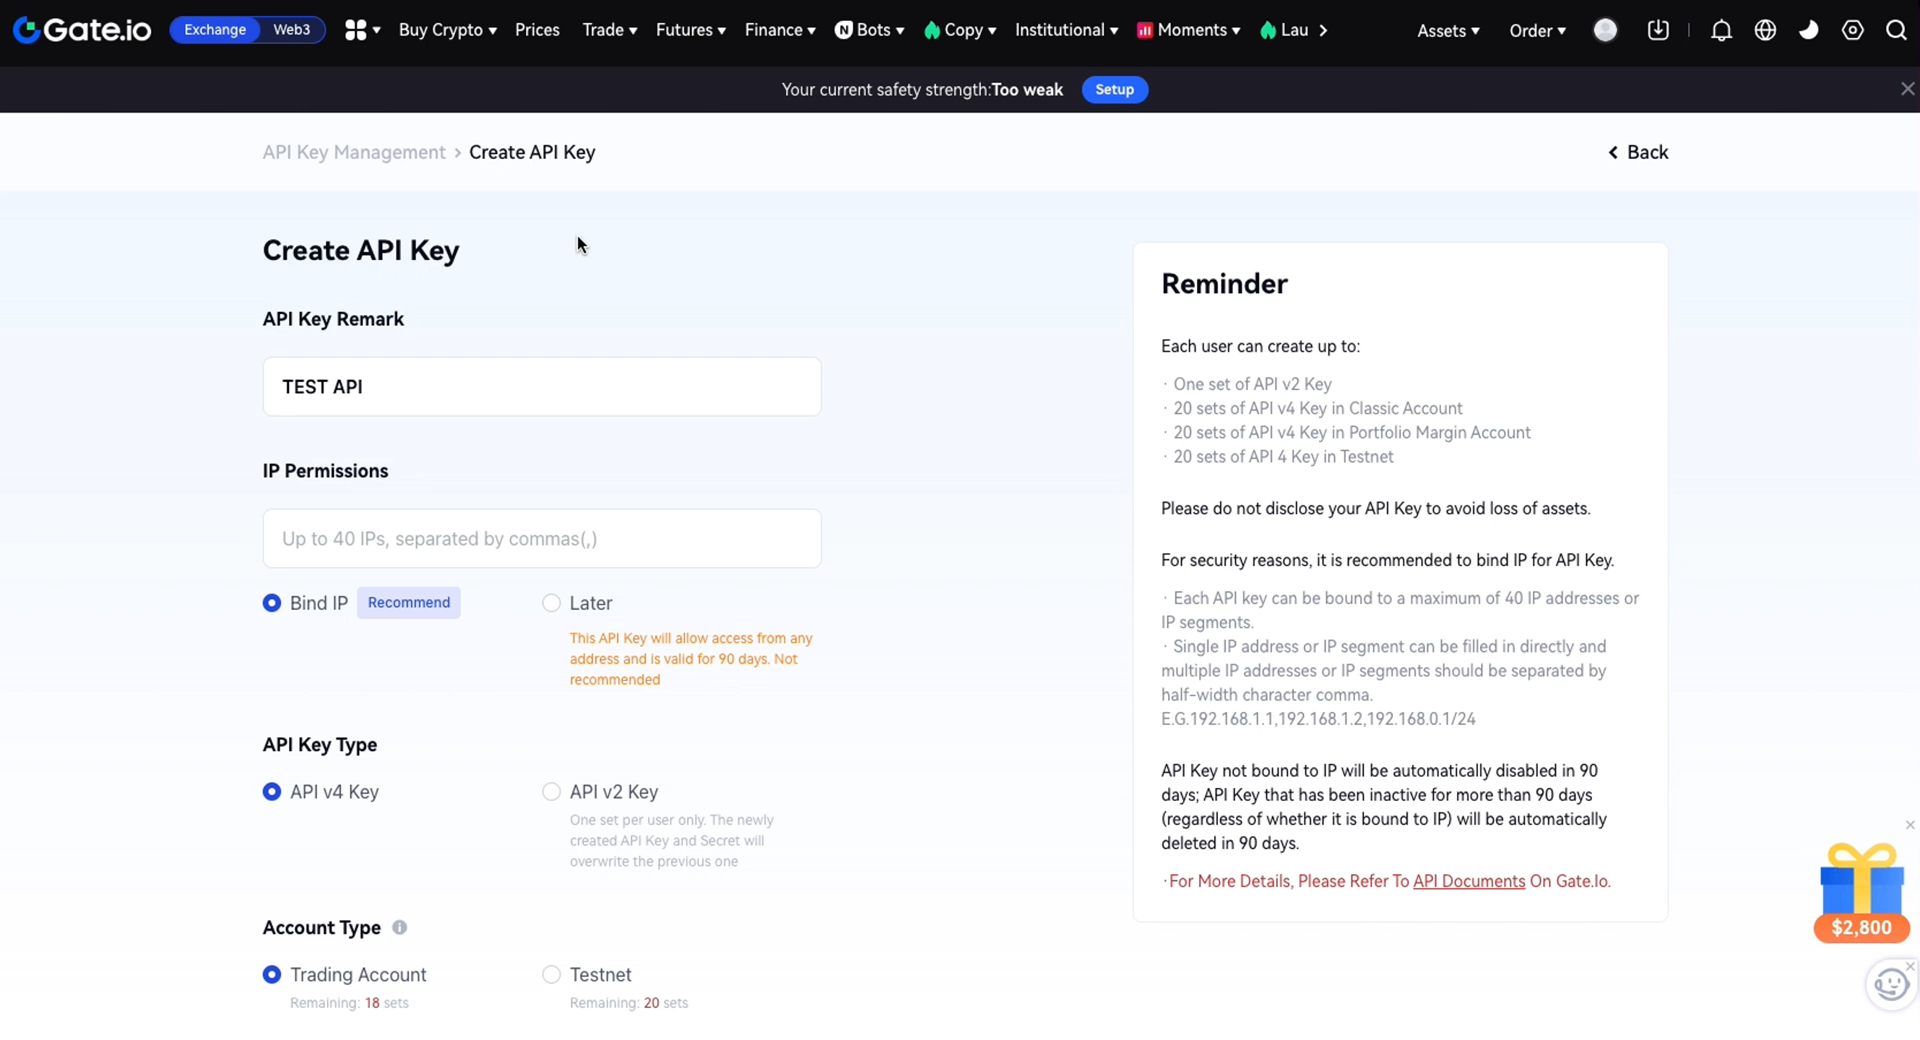 Gate.io Exchange Web3 Buy Crypto Prices Trade Futures Finance N Bots Copy Institutional Moments Lau Assets Order
Your current safety strength:Too weak Setup
API Key Management > Create API Key
Back
Create API Key
API Key Remark
TEST API
IP Permissions
Up to 40 IPs, separated by commas(,)
Bind IP Recommend
Later
This API Key will allow access from any
address and is valid for 90 days. Not
recommended
API Key Type
API v4 Key
API v2 Key
One set per user only. The newly
created API Key and Secret will
overwrite the previous one
Account Type
Trading Account
Remaining: 18 sets
Testnet
Remaining: 20 sets
Reminder
Each user can create up to:
· One set of API v2 Key
· 20 sets of API v4 Key in Classic Account
· 20 sets of API v4 Key in Portfolio Margin Account
· 20 sets of API 4 Key in Testnet
Please do not disclose your API Key to avoid loss of assets.
For security reasons, it is recommended to bind IP for API Key.
· Each API key can be bound to a maximum of 40 IP addresses or
IP segments.
· Single IP address or IP segment can be filled in directly and
multiple IP addresses or IP segments should be separated by
half-width character comma.
E.G.192.168.1.1,192.168.1.2,192.168.0.1/24
API Key not bound to IP will be automatically disabled in 90
days; API Key that has been inactive for more than 90 days
(regardless of whether it is bound to IP) will be automatically
deleted in 90 days.
·For More Details, Please Refer To API Documents On Gate.Io.
$2,800